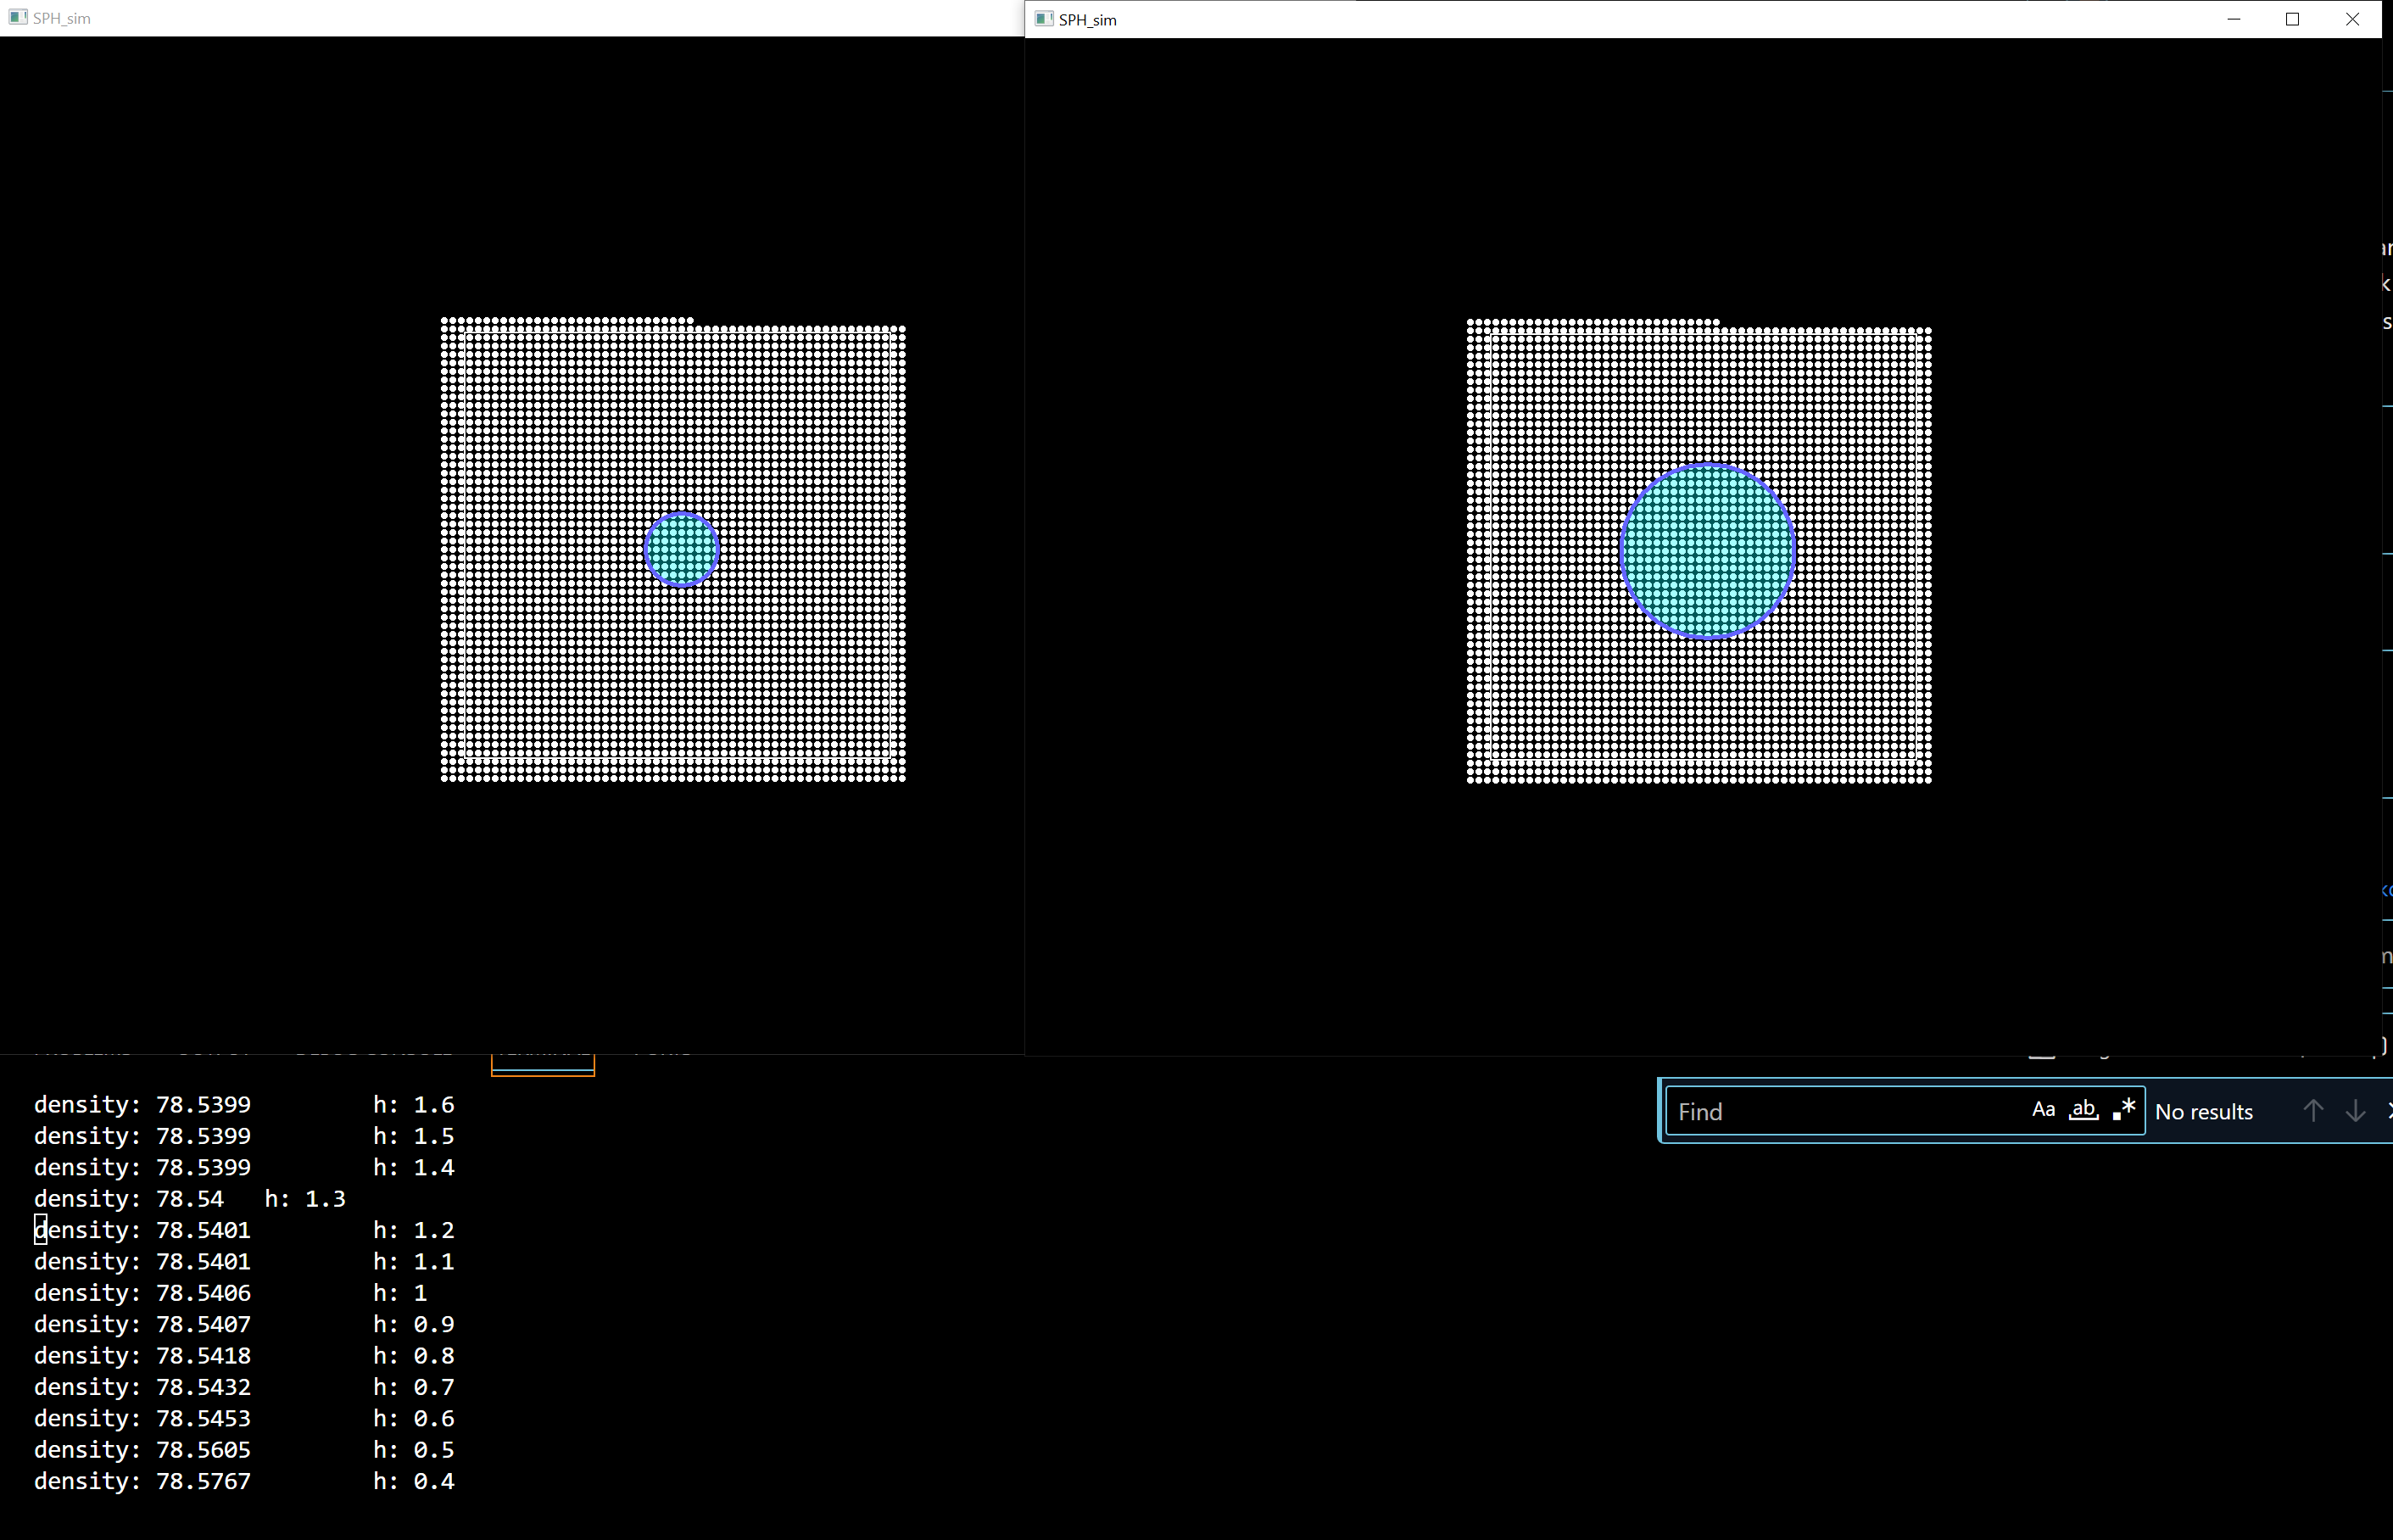 SPH_sim
SPH_sim
Find Aa ab No results
density: 78.5399 h: 1.6
density: 78.5399 h: 1.5
density: 78.5399 h: 1.4
density: 78.54 h: 1.3
density: 78.5401 h: 1.2
density: 78.5401 h: 1.1
density: 78.5406 h: 1
density: 78.5407 h: 0.9
density: 78.5418 h: 0.8
density: 78.5432 h: 0.7
density: 78.5453 h: 0.6
density: 78.5605 h: 0.5
density: 78.5767 h: 0.4